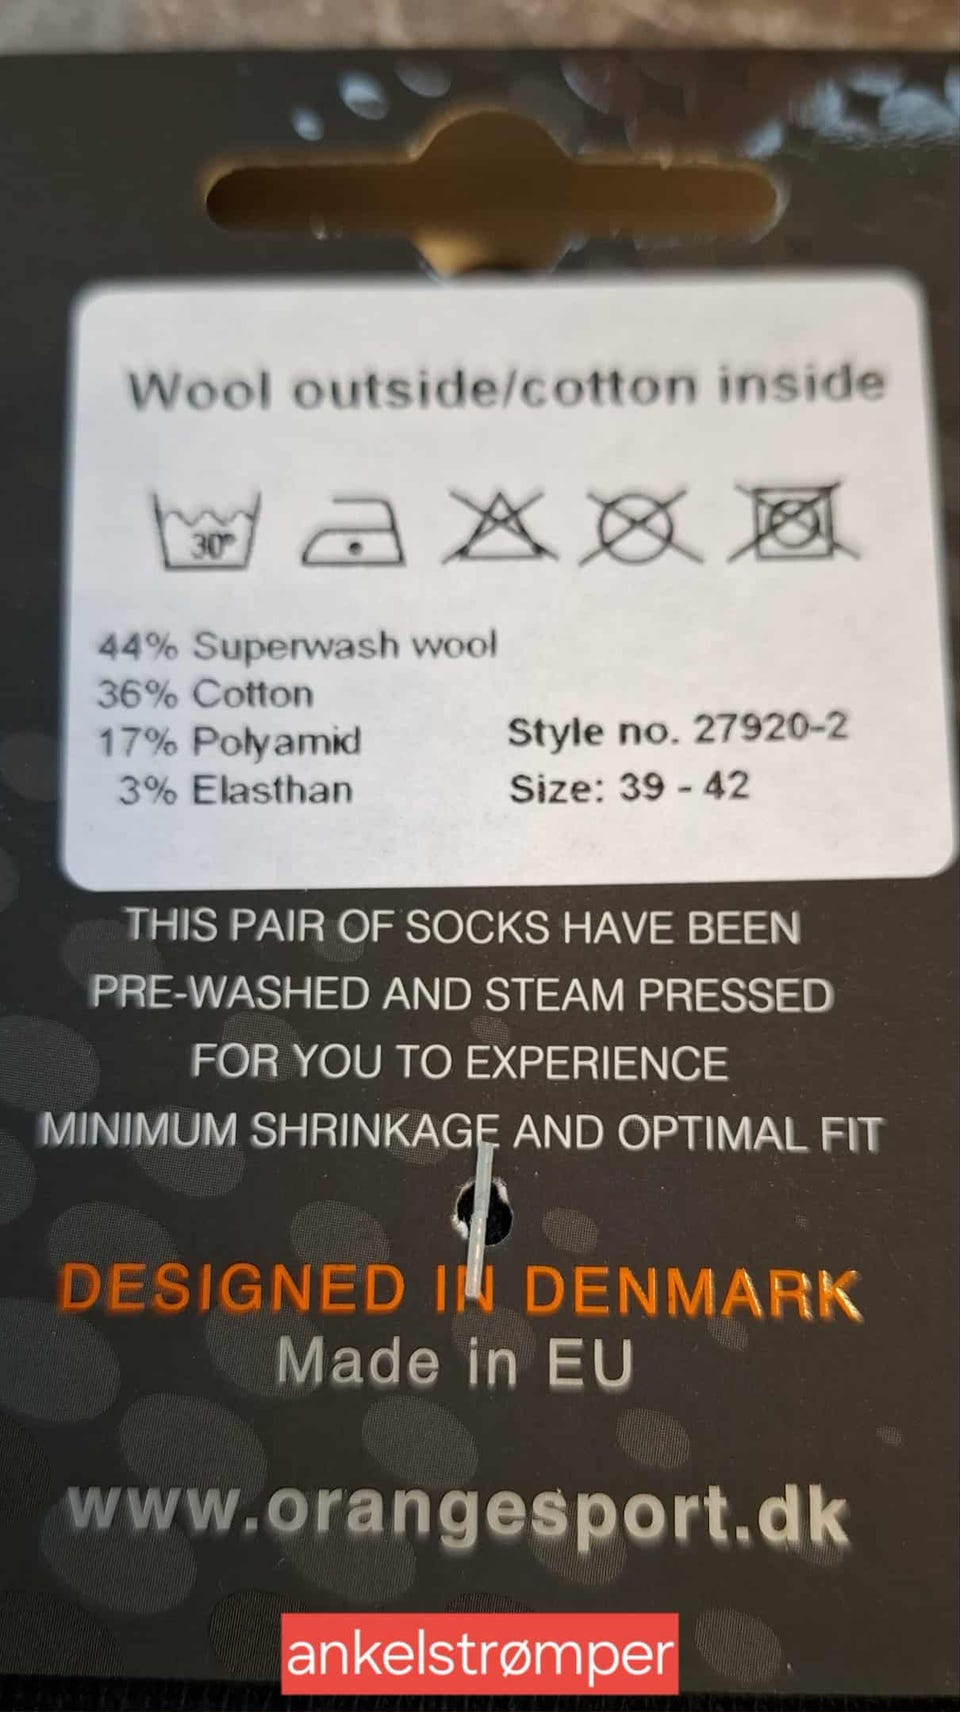 Wool outside/cotton inside
30°
44% Superwash wool
36% Cotton
17% Polyamid
3% Elasthan
Style no. 27920-2
Size: 39 - 42
THIS PAIR OF SOCKS HAVE BEEN
PRE-WASHED AND STEAM PRESSED
FOR YOU TO EXPERIENCE
MINIMUM SHRINKAGE AND OPTIMAL FIT
DESIGNED IN DENMARK
Made in EU
www.orangesport.dk
ankelstrømper